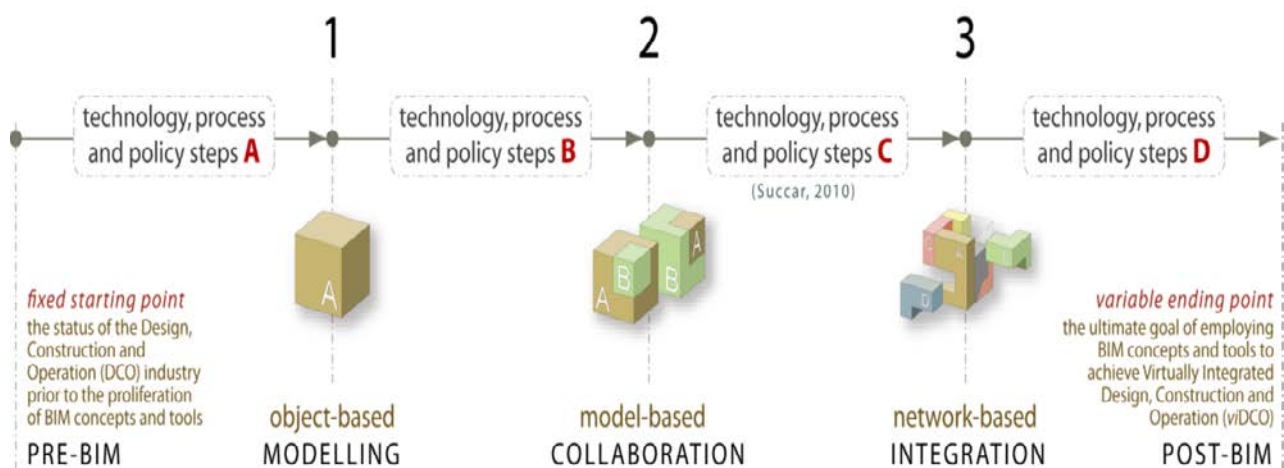 1
2
3
technology, process
and policy steps A
technology, process
and policy steps B
technology, process
and policy steps C
(Succar, 2010)
technology, process
and policy steps D
A
A
B
B
A
A
D
fixed starting point
the status of the Design,
Construction and
Operation (DCO) industry
prior to the proliferation
of BIM concepts and tools
variable ending point
the ultimate goal of employing
BIM concepts and tools to
achieve Virtually Integrated
Design, Construction and
Operation (viDCO)
PRE-BIM
object-based
MODELLING
model-based
COLLABORATION
network-based
INTEGRATION
POST-BIM